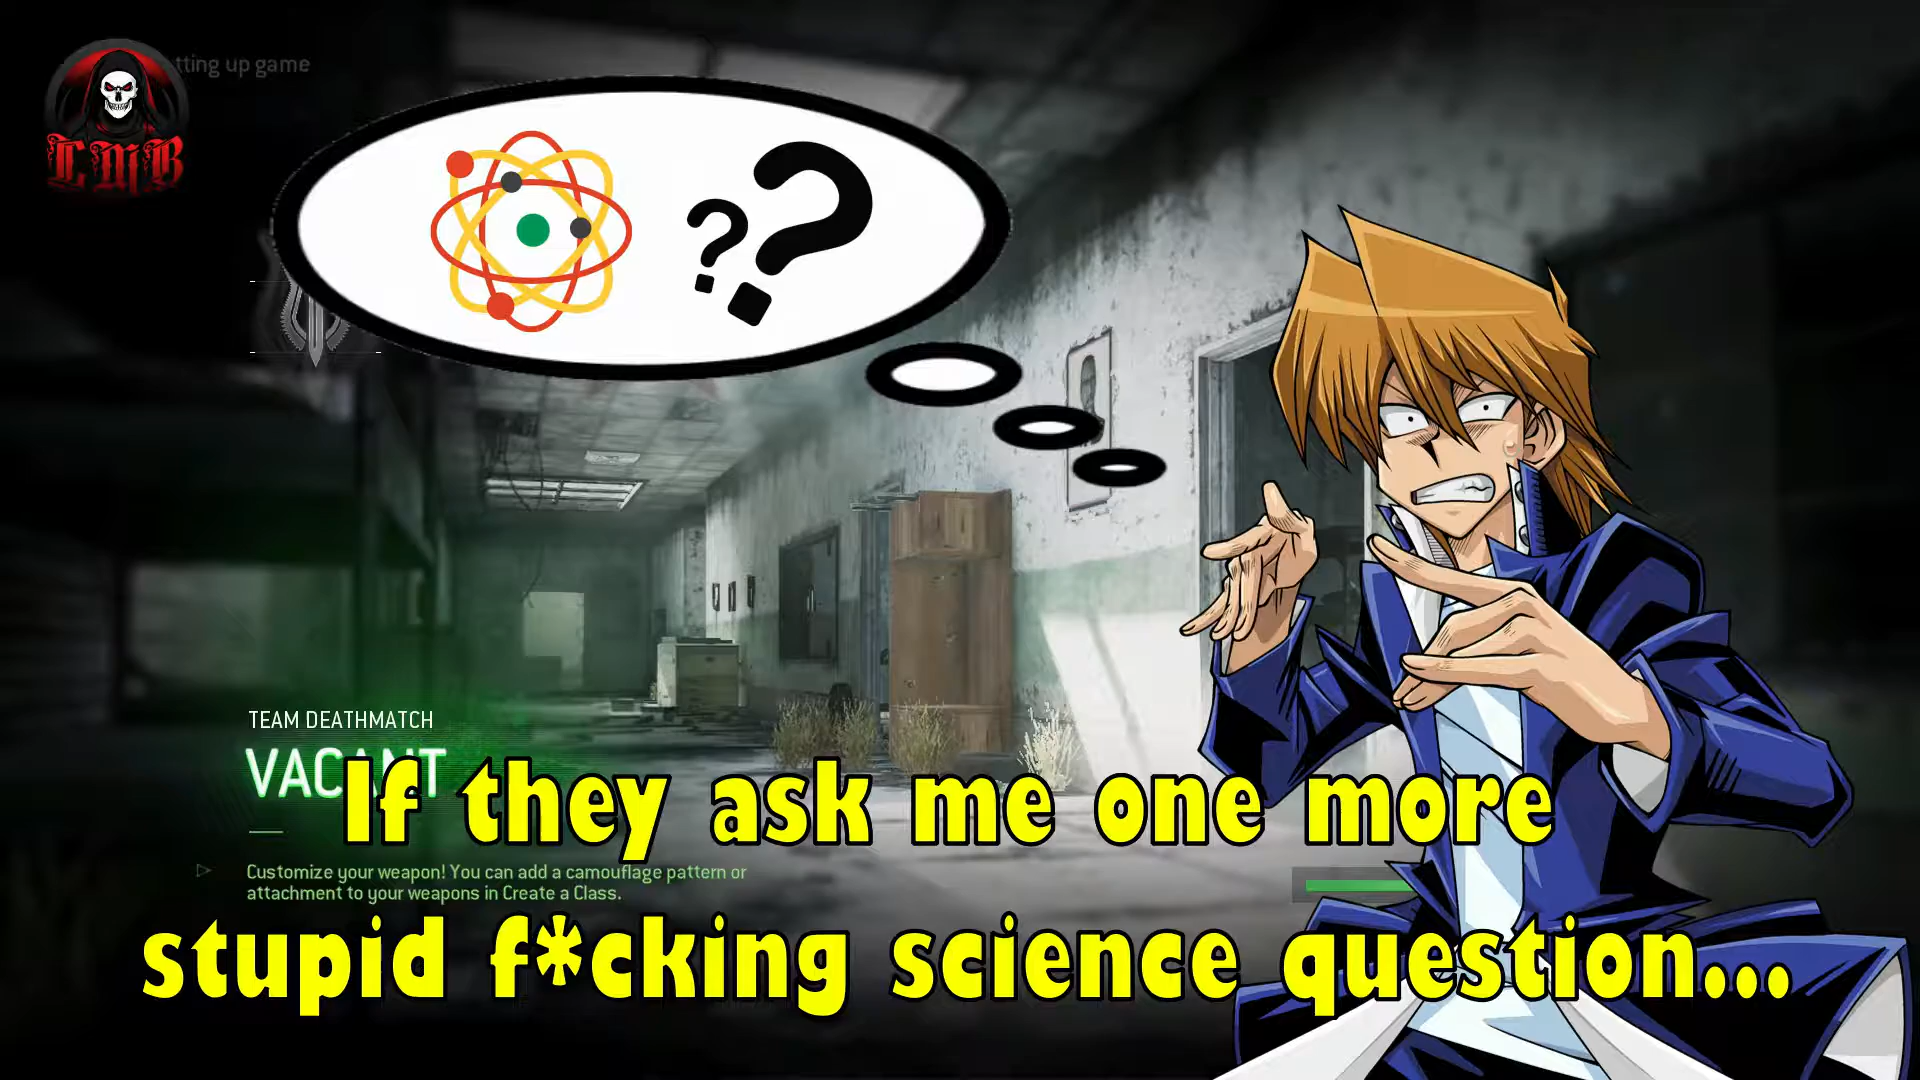 tting up game
CMB
??
TEAM DEATHMATCH
VACANT
If they ask me one more
Customize your weapon! You can add a camouflage pattern or
attachment to your weapons in Create a Class.
stupid f*cking science question...